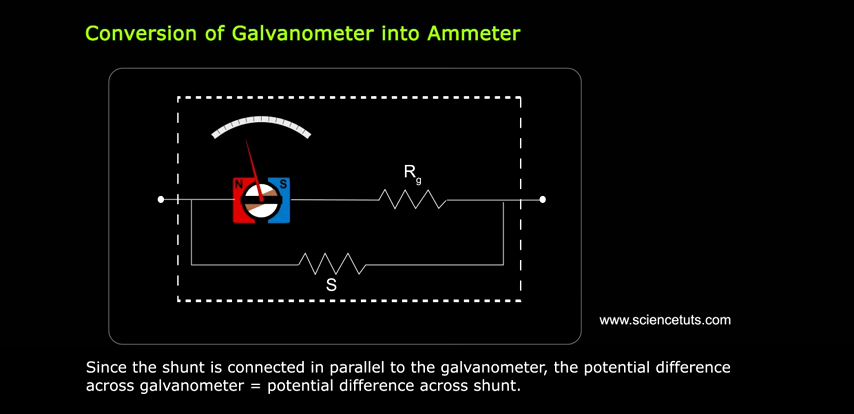 Conversion of Galvanometer into Ammeter
N S
Rg
S
www.sciencetuts.com
Since the shunt is connected in parallel to the galvanometer, the potential difference
across galvanometer = potential difference across shunt.